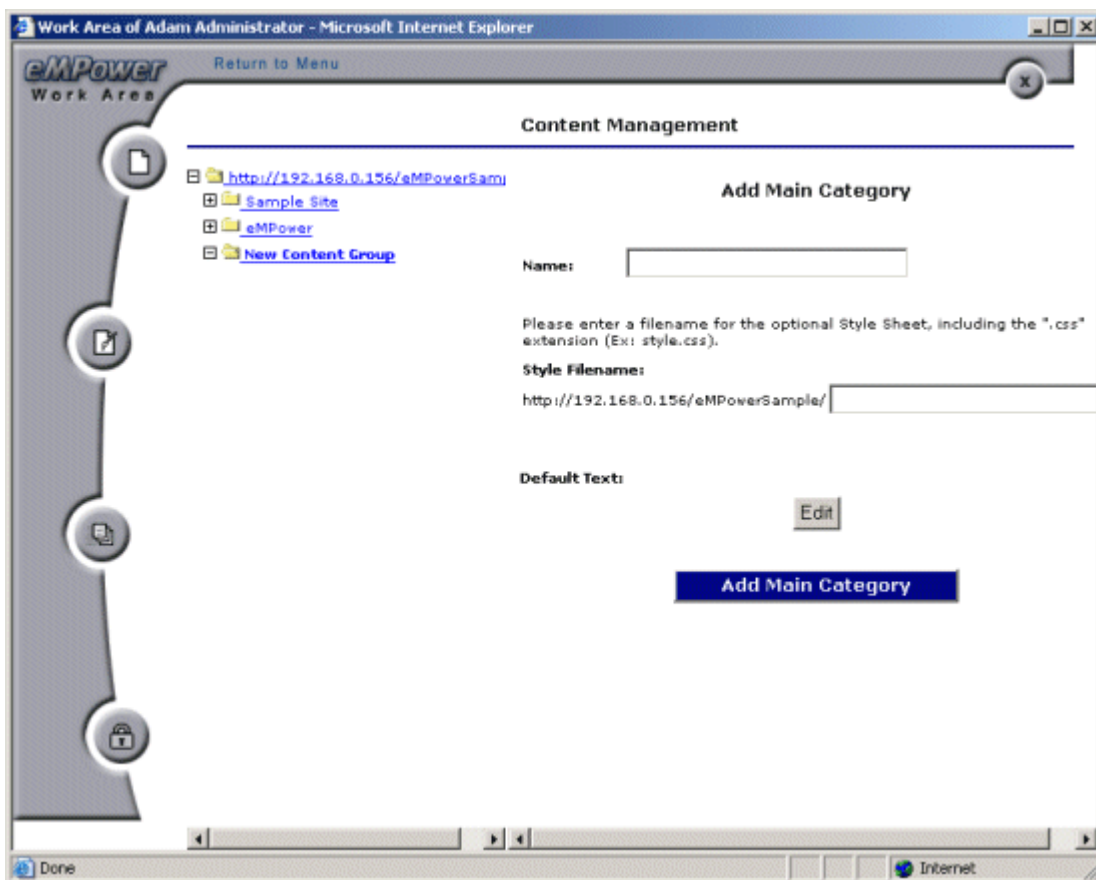 Work Area of Adam Administrator - Microsoft Internet Explorer
eMPower
Work Area
Return to Menu
x
Content Management
http://192.168.0.156/eMPowerSamp
Sample Site
eMPower
New Content Group
Add Main Category
Name:
Please enter a filename for the optional Style Sheet, including the ".css"
extension (Ex: style.css).
Style Filename:
http://192.168.0.156/eMPowerSample/
Default Text:
Edit
Add Main Category
Done
Internet